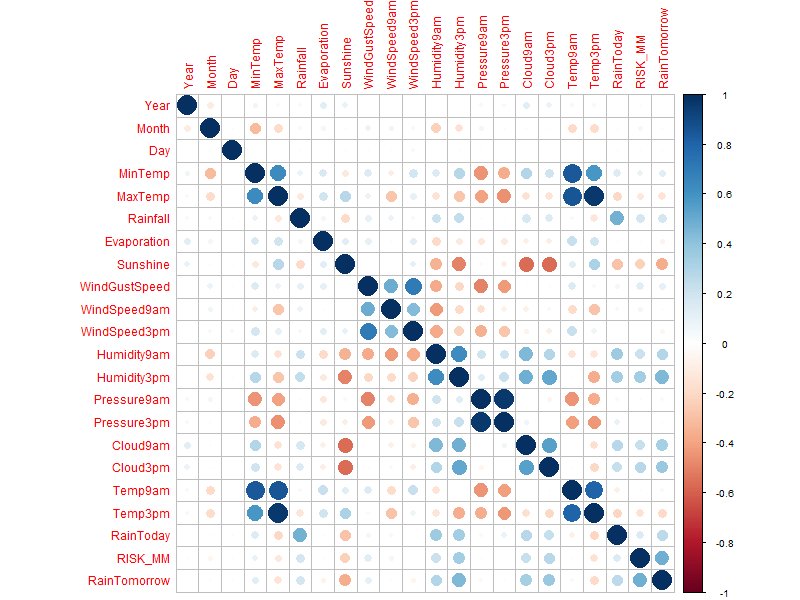 Year
Month
Day
MinTemp
MaxTemp
Rainfall
Evaporation
Sunshine
WindGustSpeed
WindSpeed9am
WindSpeed3pm
Humidity9am
Humidity3pm
Pressure9am
Pressure3pm
Cloud9am
Cloud3pm
Temp9am
Temp3pm
RainToday
RISK_MM
RainTomorrow
Year
Month
Day
MinTemp
MaxTemp
Rainfall
Evaporation
Sunshine
WindGustSpeed
WindSpeed9am
WindSpeed3pm
Humidity9am
Humidity3pm
Pressure9am
Pressure3pm
Cloud9am
Cloud3pm
Temp9am
Temp3pm
RainToday
RISK_MM
RainTomorrow
1
0.8
0.6
0.4
0.2
0
-0.2
-0.4
-0.6
-0.8
-1